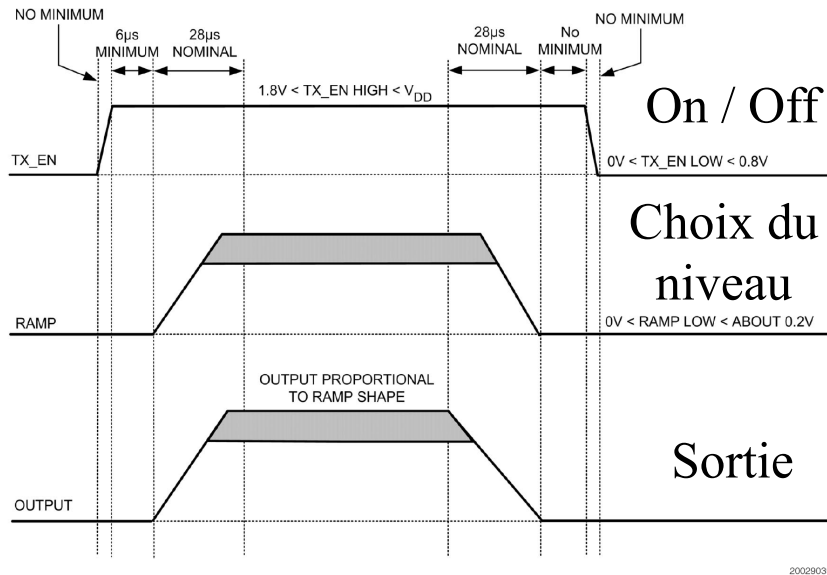 NO MINIMUM
6µs
MINIMUM
28µs
NOMINAL
28µs
NOMINAL
No
MINIMUM
NO MINIMUM
1.8V < TX_EN HIGH < VDD
On / Off
TX_EN
0V < TX_EN LOW < 0.8V
Choix du
niveau
RAMP
0V < RAMP LOW < ABOUT 0.2V
OUTPUT PROPORTIONAL
TO RAMP SHAPE
Sortie
OUTPUT
2002903